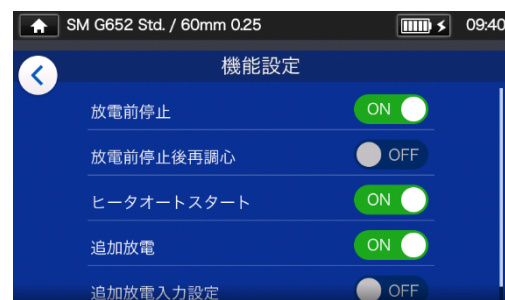 SM G652 Std. / 60mm 0.25 09:40
機能設定
放電前停止 ON
放電前停止後再調心 OFF
ヒータオートスタート ON
追加放電 ON
追加放電入力設定 OFF